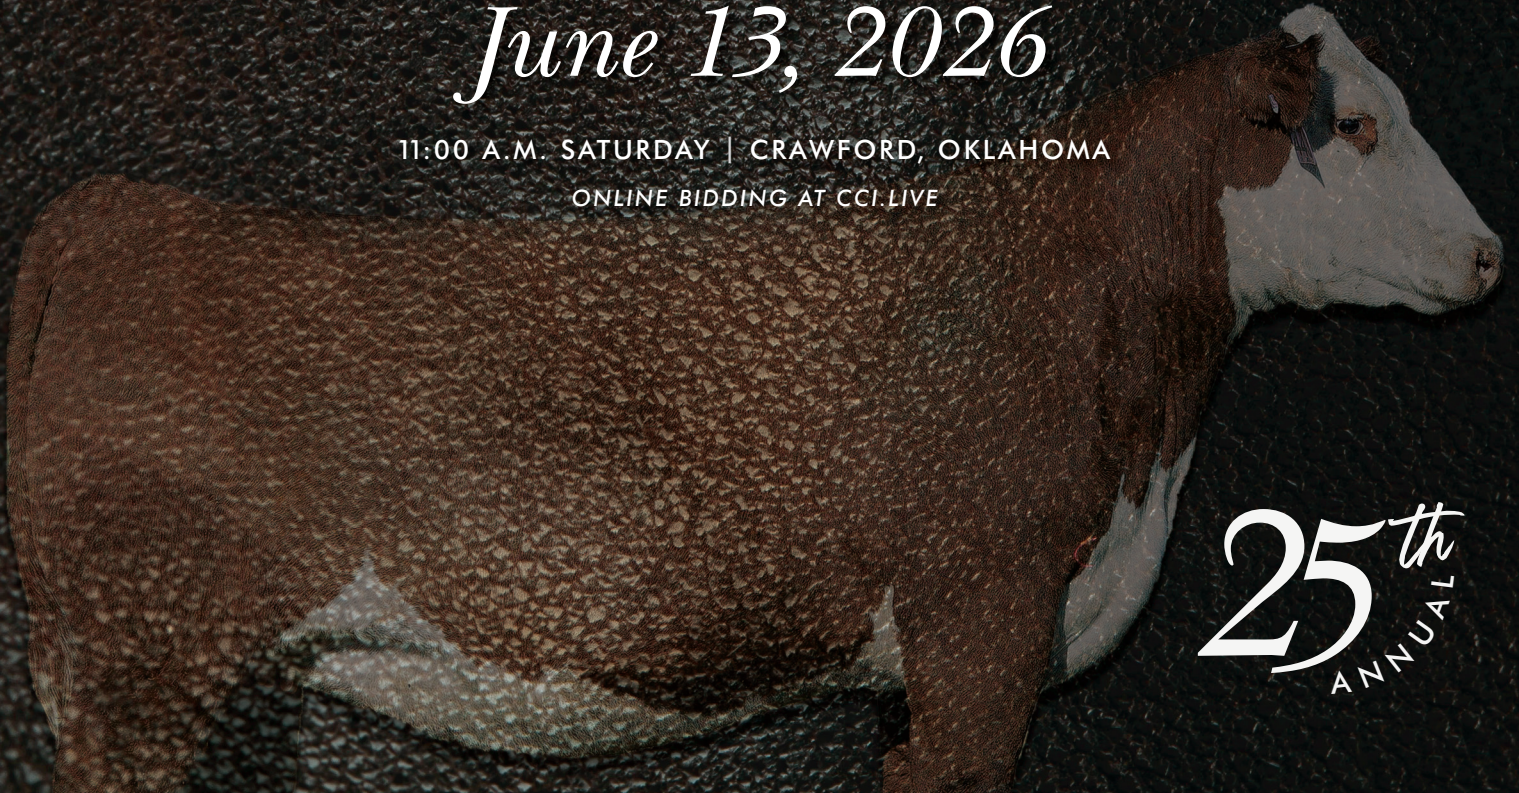 June 13, 2026
11:00 A.M. SATURDAY | CRAWFORD, OKLAHOMA
ONLINE BIDDING AT CCI.LIVE
25th
ANNUAL